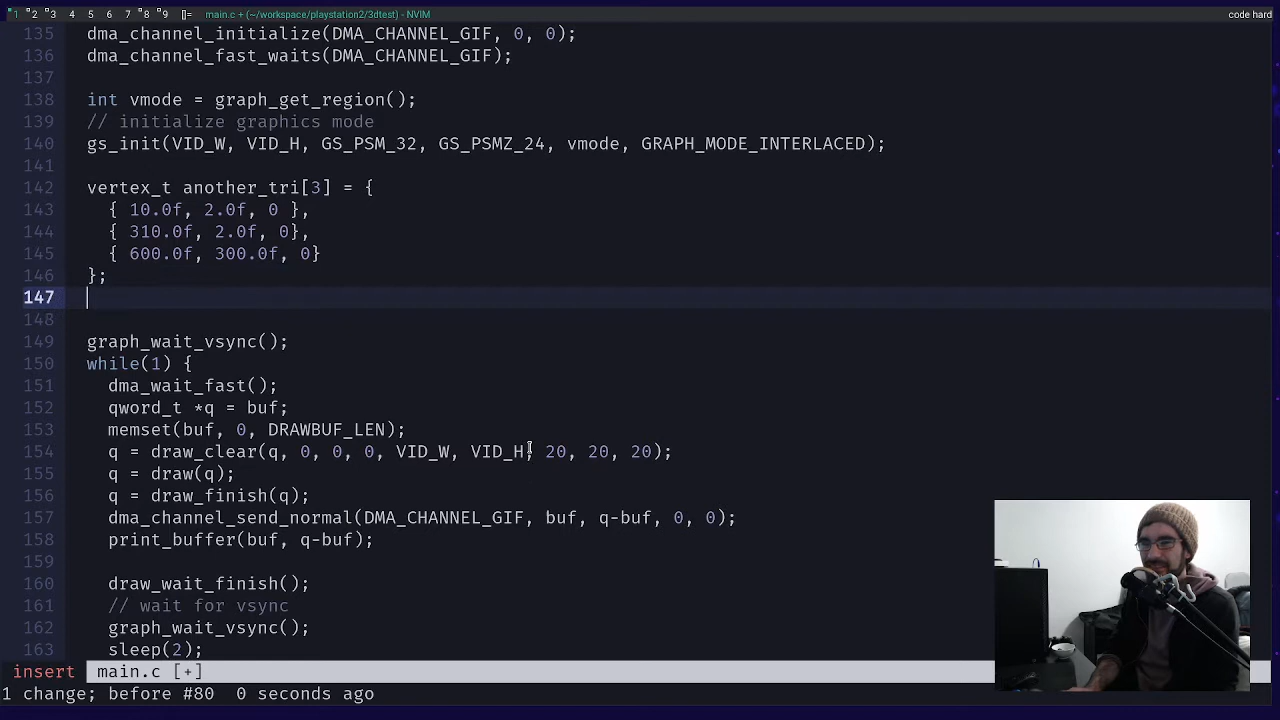 1 2 3 4 5 6 7 8 9 []= main.c + (~/workspace/playstation2/3dtest) - NVIM code hard
135 dma_channel_initialize(DMA_CHANNEL_GIF, 0, 0);
136 dma_channel_fast_waits(DMA_CHANNEL_GIF);
137
138 int vmode = graph_get_region();
139 // initialize graphics mode
140 gs_init(VID_W, VID_H, GS_PSM_32, GS_PSMZ_24, vmode, GRAPH_MODE_INTERLACED);
141
142 vertex_t another_tri[3] = {
143 { 10.0f, 2.0f, 0 },
144 { 310.0f, 2.0f, 0},
145 { 600.0f, 300.0f, 0}
146 };
147
148
149 graph_wait_vsync();
150 while(1) {
151 dma_wait_fast();
152 qword_t *q = buf;
153 memset(buf, 0, DRAWBUF_LEN);
154 q = draw_clear(q, 0, 0, 0, VID_W, VID_H, 20, 20, 20);
155 q = draw(q);
156 q = draw_finish(q);
157 dma_channel_send_normal(DMA_CHANNEL_GIF, buf, q-buf, 0, 0);
158 print_buffer(buf, q-buf);
159
160 draw_wait_finish();
161 // wait for vsync
162 graph_wait_vsync();
163 sleep(2);
insert main.c [+]
1 change; before #80 0 seconds ago